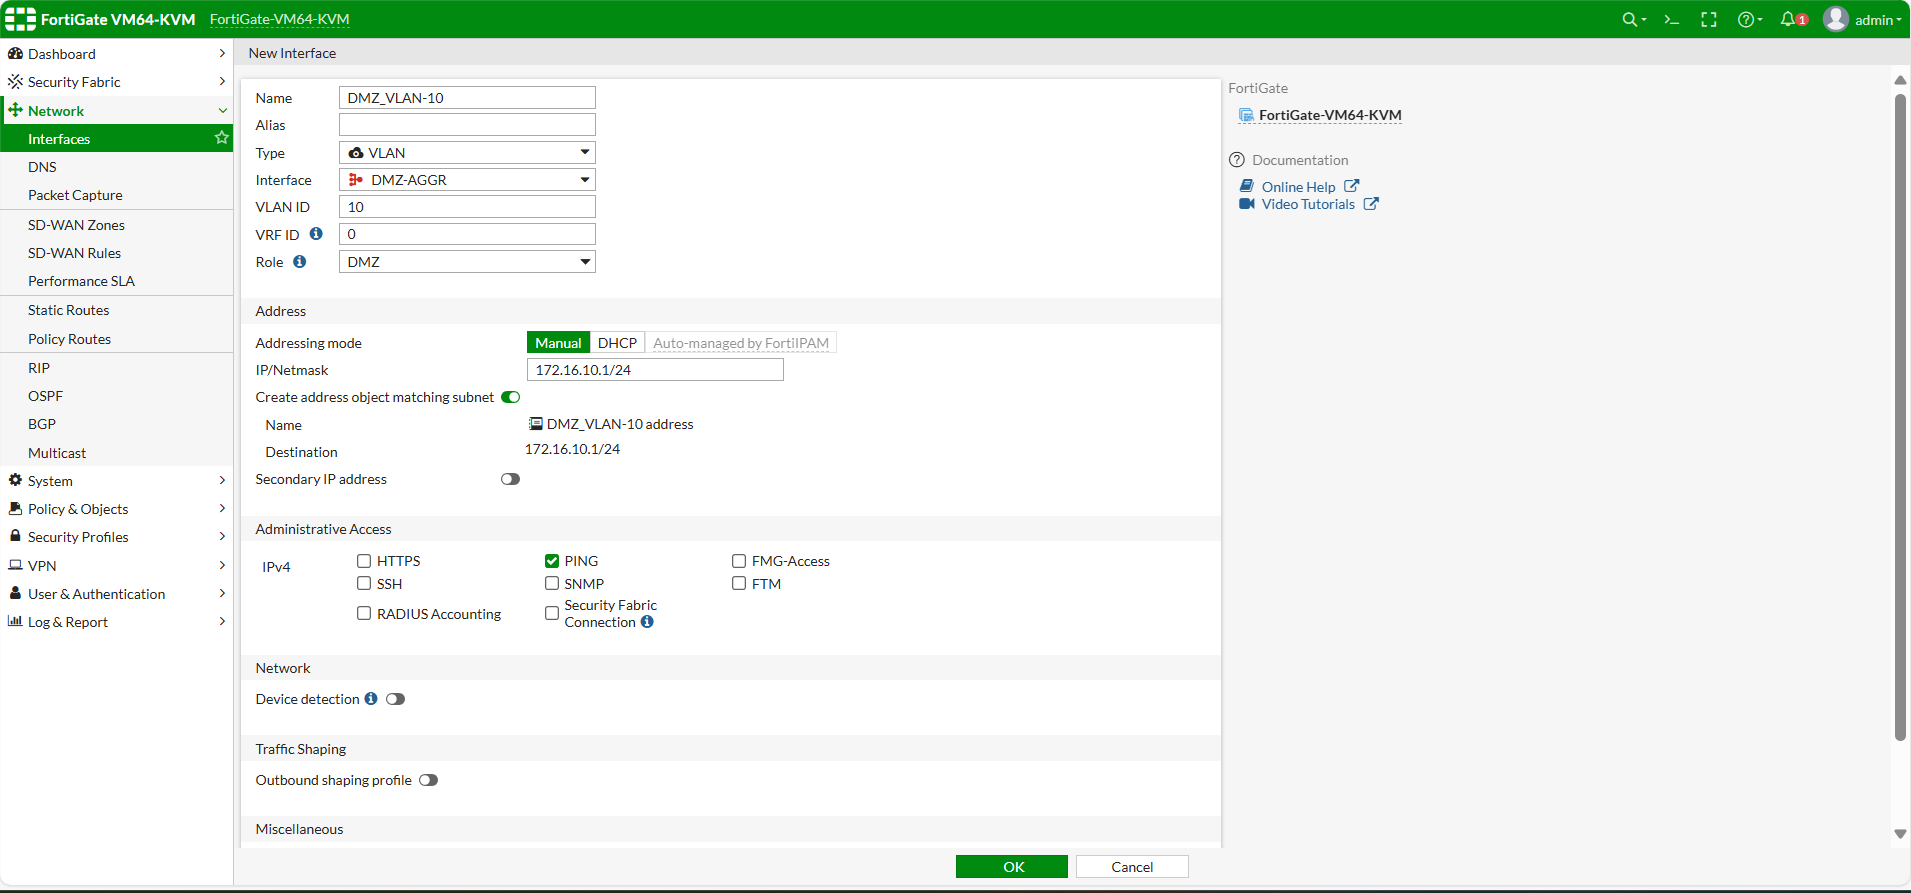 FortiGate VM64-KVM FortiGate-VM64-KVM 1 admin
Dashboard
Security Fabric
Network
Interfaces
DNS
Packet Capture
SD-WAN Zones
SD-WAN Rules
Performance SLA
Static Routes
Policy Routes
RIP
OSPF
BGP
Multicast
System
Policy & Objects
Security Profiles
VPN
User & Authentication
Log & Report
New Interface
Name DMZ_VLAN-10
Alias
Type VLAN
Interface DMZ-AGGR
VLAN ID 10
VRF ID 0
Role DMZ
Address
Addressing mode Manual DHCP Auto-managed by FortiIPAM
IP/Netmask 172.16.10.1/24
Create address object matching subnet
Name DMZ_VLAN-10 address
Destination 172.16.10.1/24
Secondary IP address
Administrative Access
IPv4 HTTPS PING FMG-Access
SSH SNMP FTM
RADIUS Accounting Security Fabric
Connection
Network
Device detection
Traffic Shaping
Outbound shaping profile
Miscellaneous
OK Cancel
FortiGate
FortiGate-VM64-KVM
Documentation
Online Help
Video Tutorials